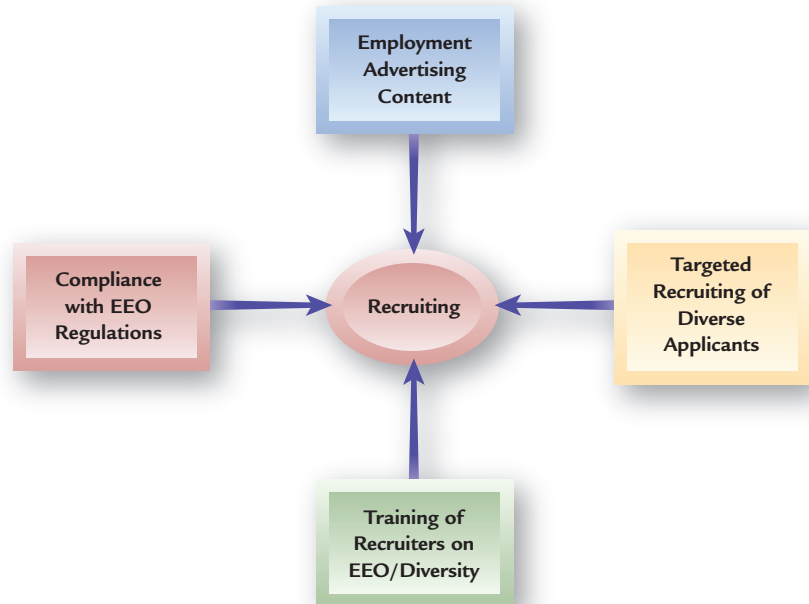 Employment
Advertising
Content
Compliance
with EEO
Regulations
Recruiting
Targeted
Recruiting of
Diverse
Applicants
Training of
Recruiters on
EEO/Diversity